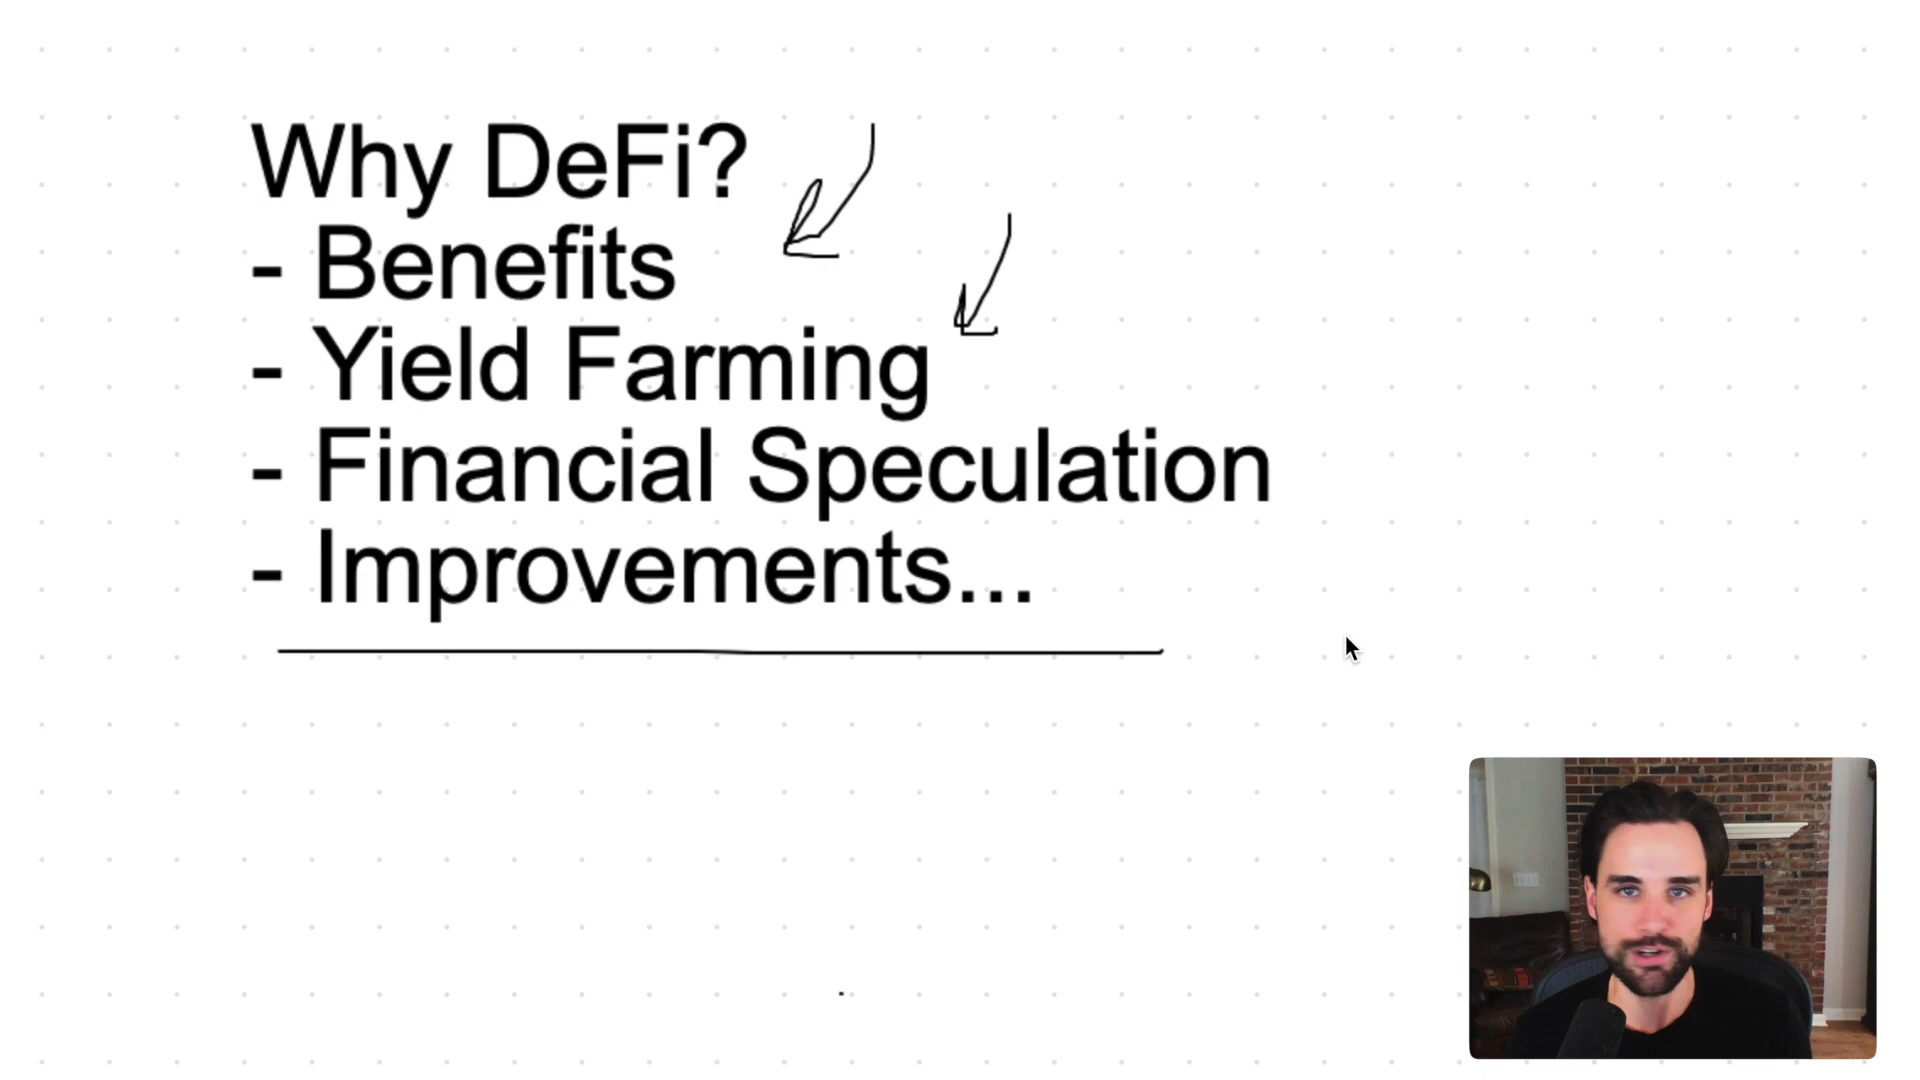 Why DeFi?
- Benefits
- Yield Farming
- Financial Speculation
- Improvements...